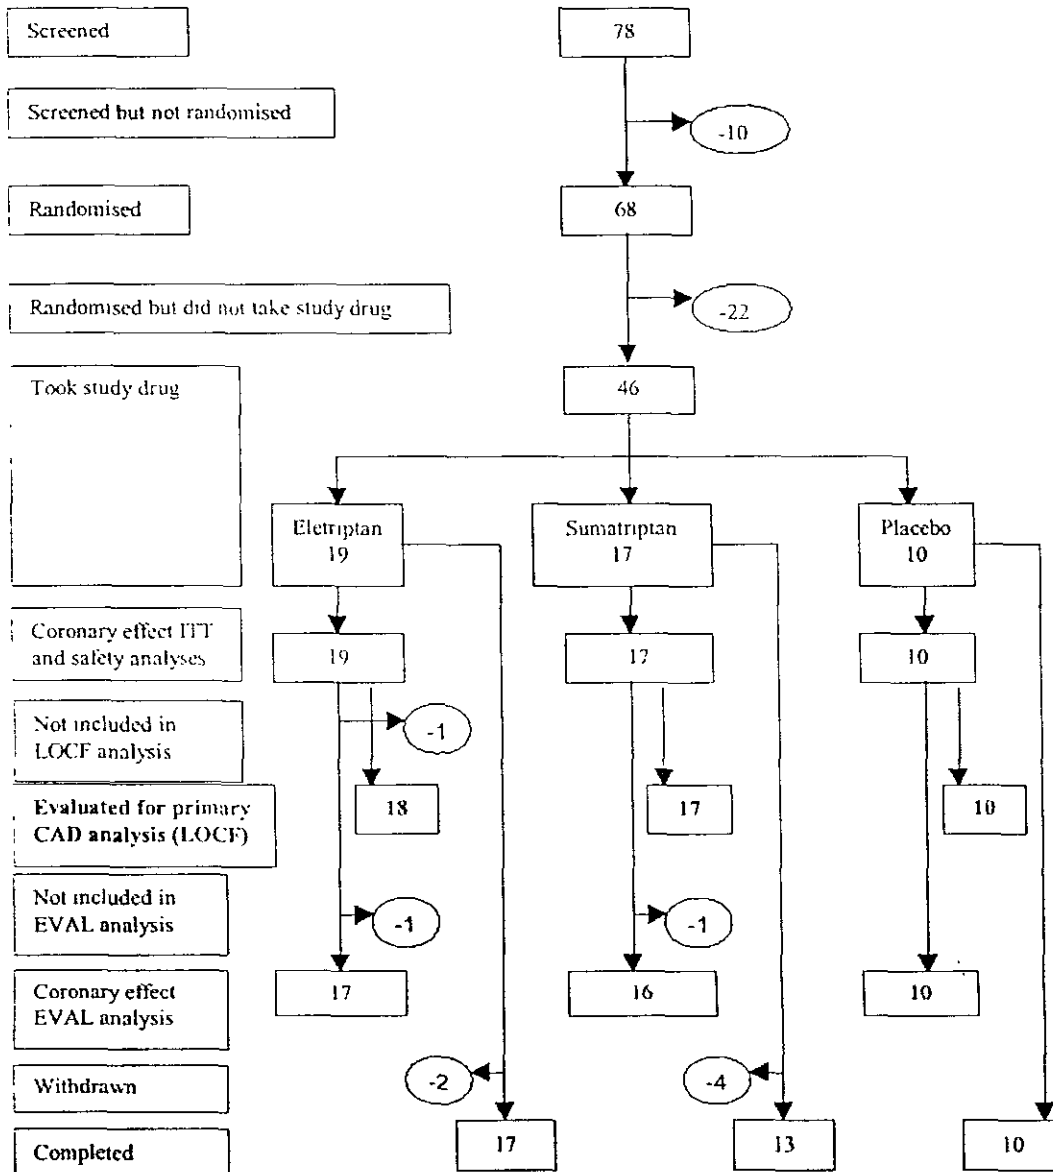 Screened
78
Screened but not randomised
-10
Randomised
68
Randomised but did not take study drug
-22
Took study drug
46
Eletriptan
19
Sumatriptan
17
Placebo
10
Coronary effect ITT
and safety analyses
19
17
10
Not included in
LOCF analysis
-1
Evaluated for primary
CAD analysis (LOCF)
18
17
10
Not included in
EVAL analysis
-1
-1
Coronary effect
EVAL analysis
17
16
10
Withdrawn
-2
-4
Completed
17
13
10